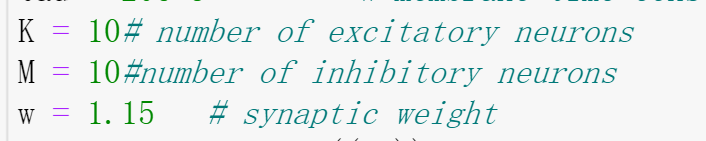 K = 10# number of excitatory neurons
M = 10#number of inhibitory neurons
w = 1.15   # synaptic weight